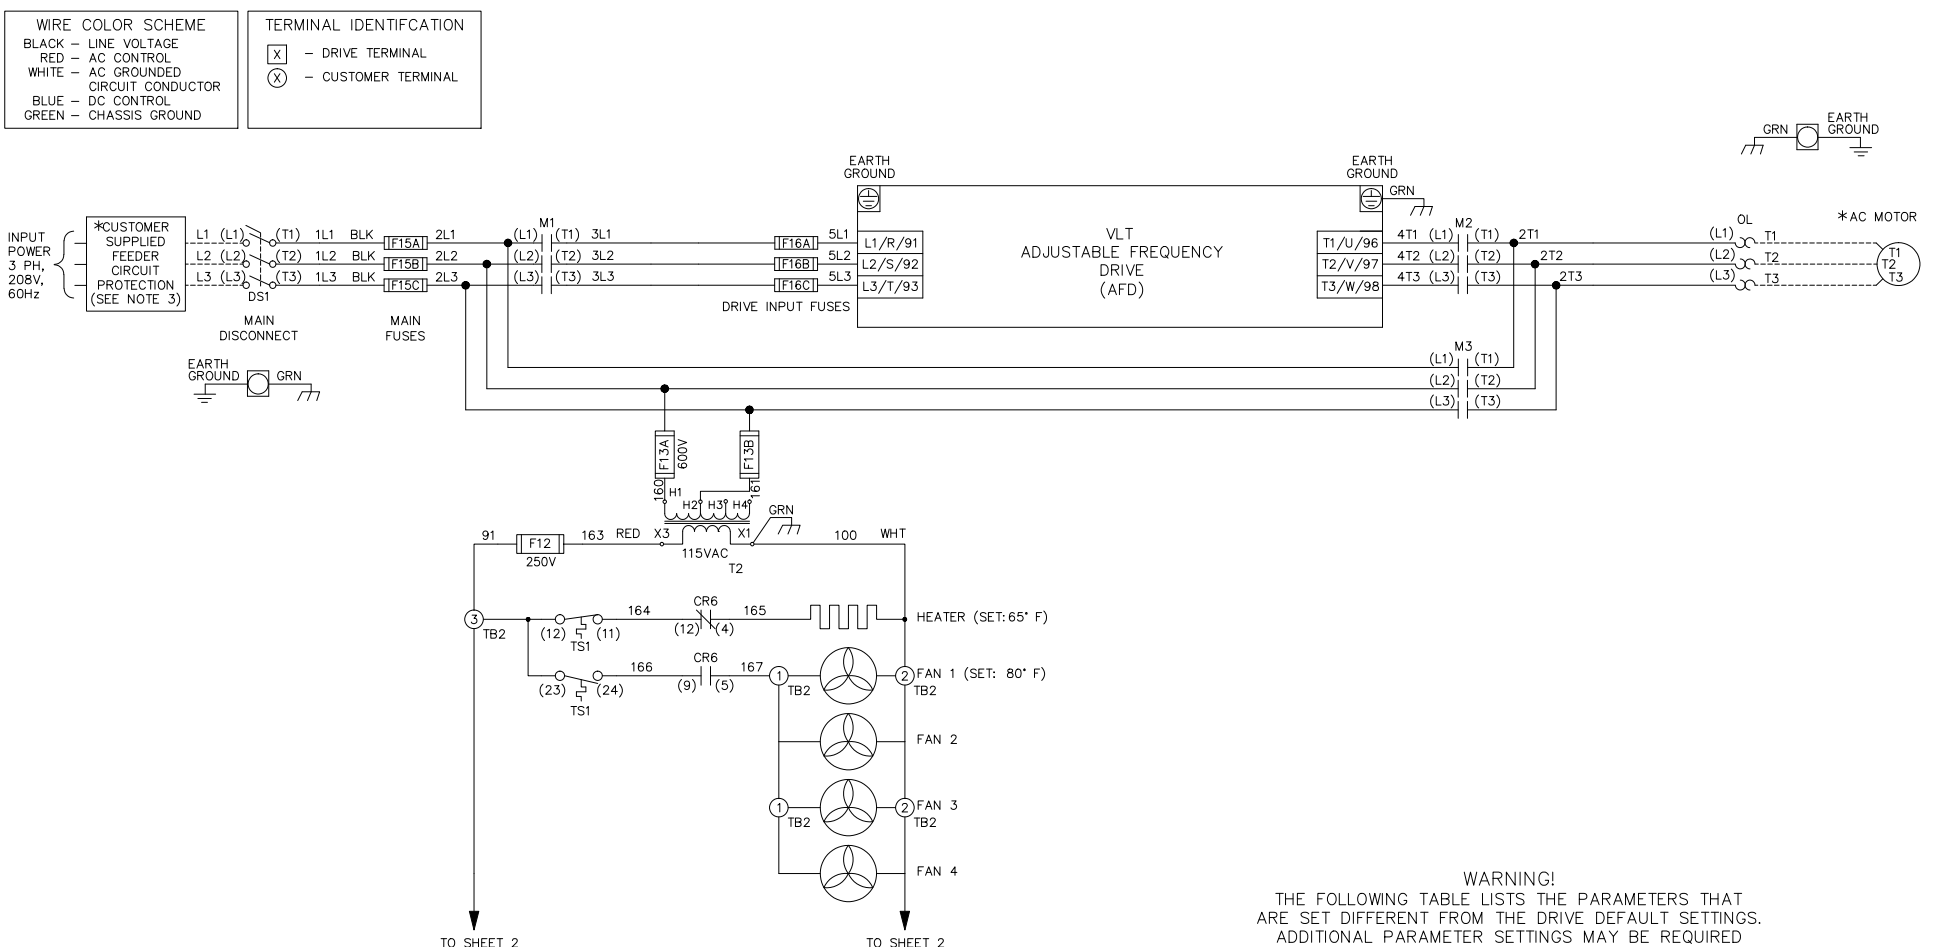 WIRE COLOR SCHEME
BLACK – LINE VOLTAGE
RED – AC CONTROL
WHITE – AC GROUNDED
CIRCUIT CONDUCTOR
BLUE – DC CONTROL
GREEN – CHASSIS GROUND
TERMINAL IDENTIFCATION
X – DRIVE TERMINAL
X – CUSTOMER TERMINAL
GRN
EARTH
GROUND
EARTH
GROUND
EARTH
GROUND
GRN
INPUT
POWER
3 PH,
208V,
60Hz
*CUSTOMER
SUPPLIED
FEEDER
CIRCUIT
PROTECTION
(SEE NOTE 3)
L1 (L1) (T1) 1L1 BLK F15A 2L1 (L1) M1 (T1) 3L1 F16A 5L1 L1/R/91
L2 (L2) (T2) 1L2 BLK F15B 2L2 (L2) (T2) 3L2 F16B 5L2 L2/S/92
L3 (L3) (T3) 1L3 BLK F15C 2L3 (L3) (T3) 3L3 F16C 5L3 L3/T/93
DS1
MAIN
DISCONNECT
MAIN
FUSES
DRIVE INPUT FUSES
VLT
ADJUSTABLE FREQUENCY
DRIVE
(AFD)
T1/U/96 4T1 (L1) M2 (T1) 2T1 (L1) OL T1
T2/V/97 4T2 (L2) (T2) 2T2 (L2) T2
T3/W/98 4T3 (L3) (T3) 2T3 (L3) T3
*AC MOTOR
T1
T2
T3
M3
(L1) (T1)
(L2) (T2)
(L3) (T3)
EARTH
GROUND GRN
F13A
600V
F13B
160
H1
H2 H3 H4
161
GRN
91 F12 163 RED X3 X1 100 WHT
250V
115VAC
T2
3
TB2
(12) (11)
TS1
164
CR6
(12) (4)
165
HEATER (SET:65° F)
(23) (24)
TS1
166
CR6
(9) (5)
167
1
TB2
2
TB2
FAN 1 (SET: 80° F)
FAN 2
1
TB2
2
TB2
FAN 3
FAN 4
TO SHEET 2
TO SHEET 2
WARNING!
THE FOLLOWING TABLE LISTS THE PARAMETERS THAT
ARE SET DIFFERENT FROM THE DRIVE DEFAULT SETTINGS.
ADDITIONAL PARAMETER SETTINGS MAY BE REQUIRED